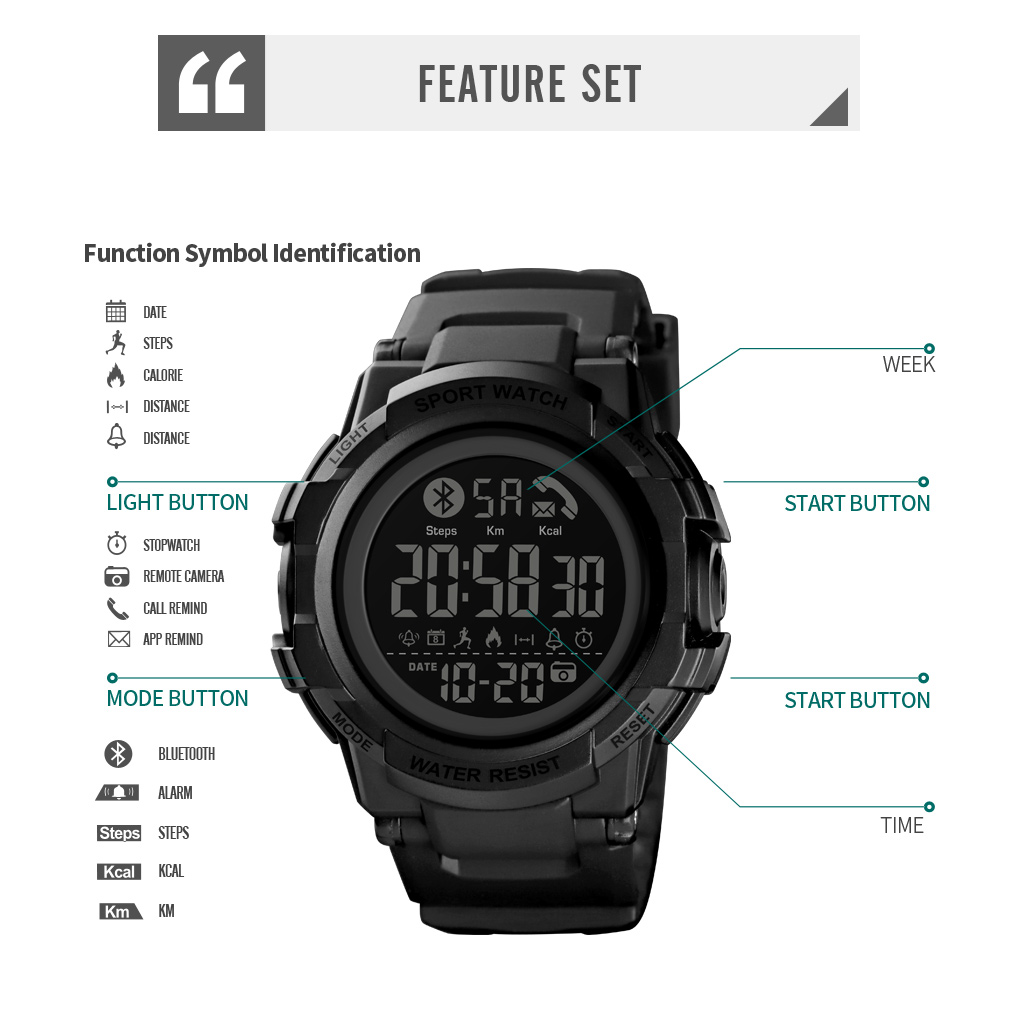 “ FEATURE SET
Function Symbol Identification
DATE
STEPS
CALORIE
DISTANCE
DISTANCE
LIGHT BUTTON
STOPWATCH
REMOTE CAMERA
CALL REMIND
APP REMIND
MODE BUTTON
BLUETOOTH
ALARM
Steps STEPS
Kcal KCAL
Km KM
SPORT WATCH
LIGHT
START
SA
Steps Km Kcal
20:58 30
8
DATE 10-20
MODE
RESET
WATER RESIST
WEEK
START BUTTON
START BUTTON
TIME